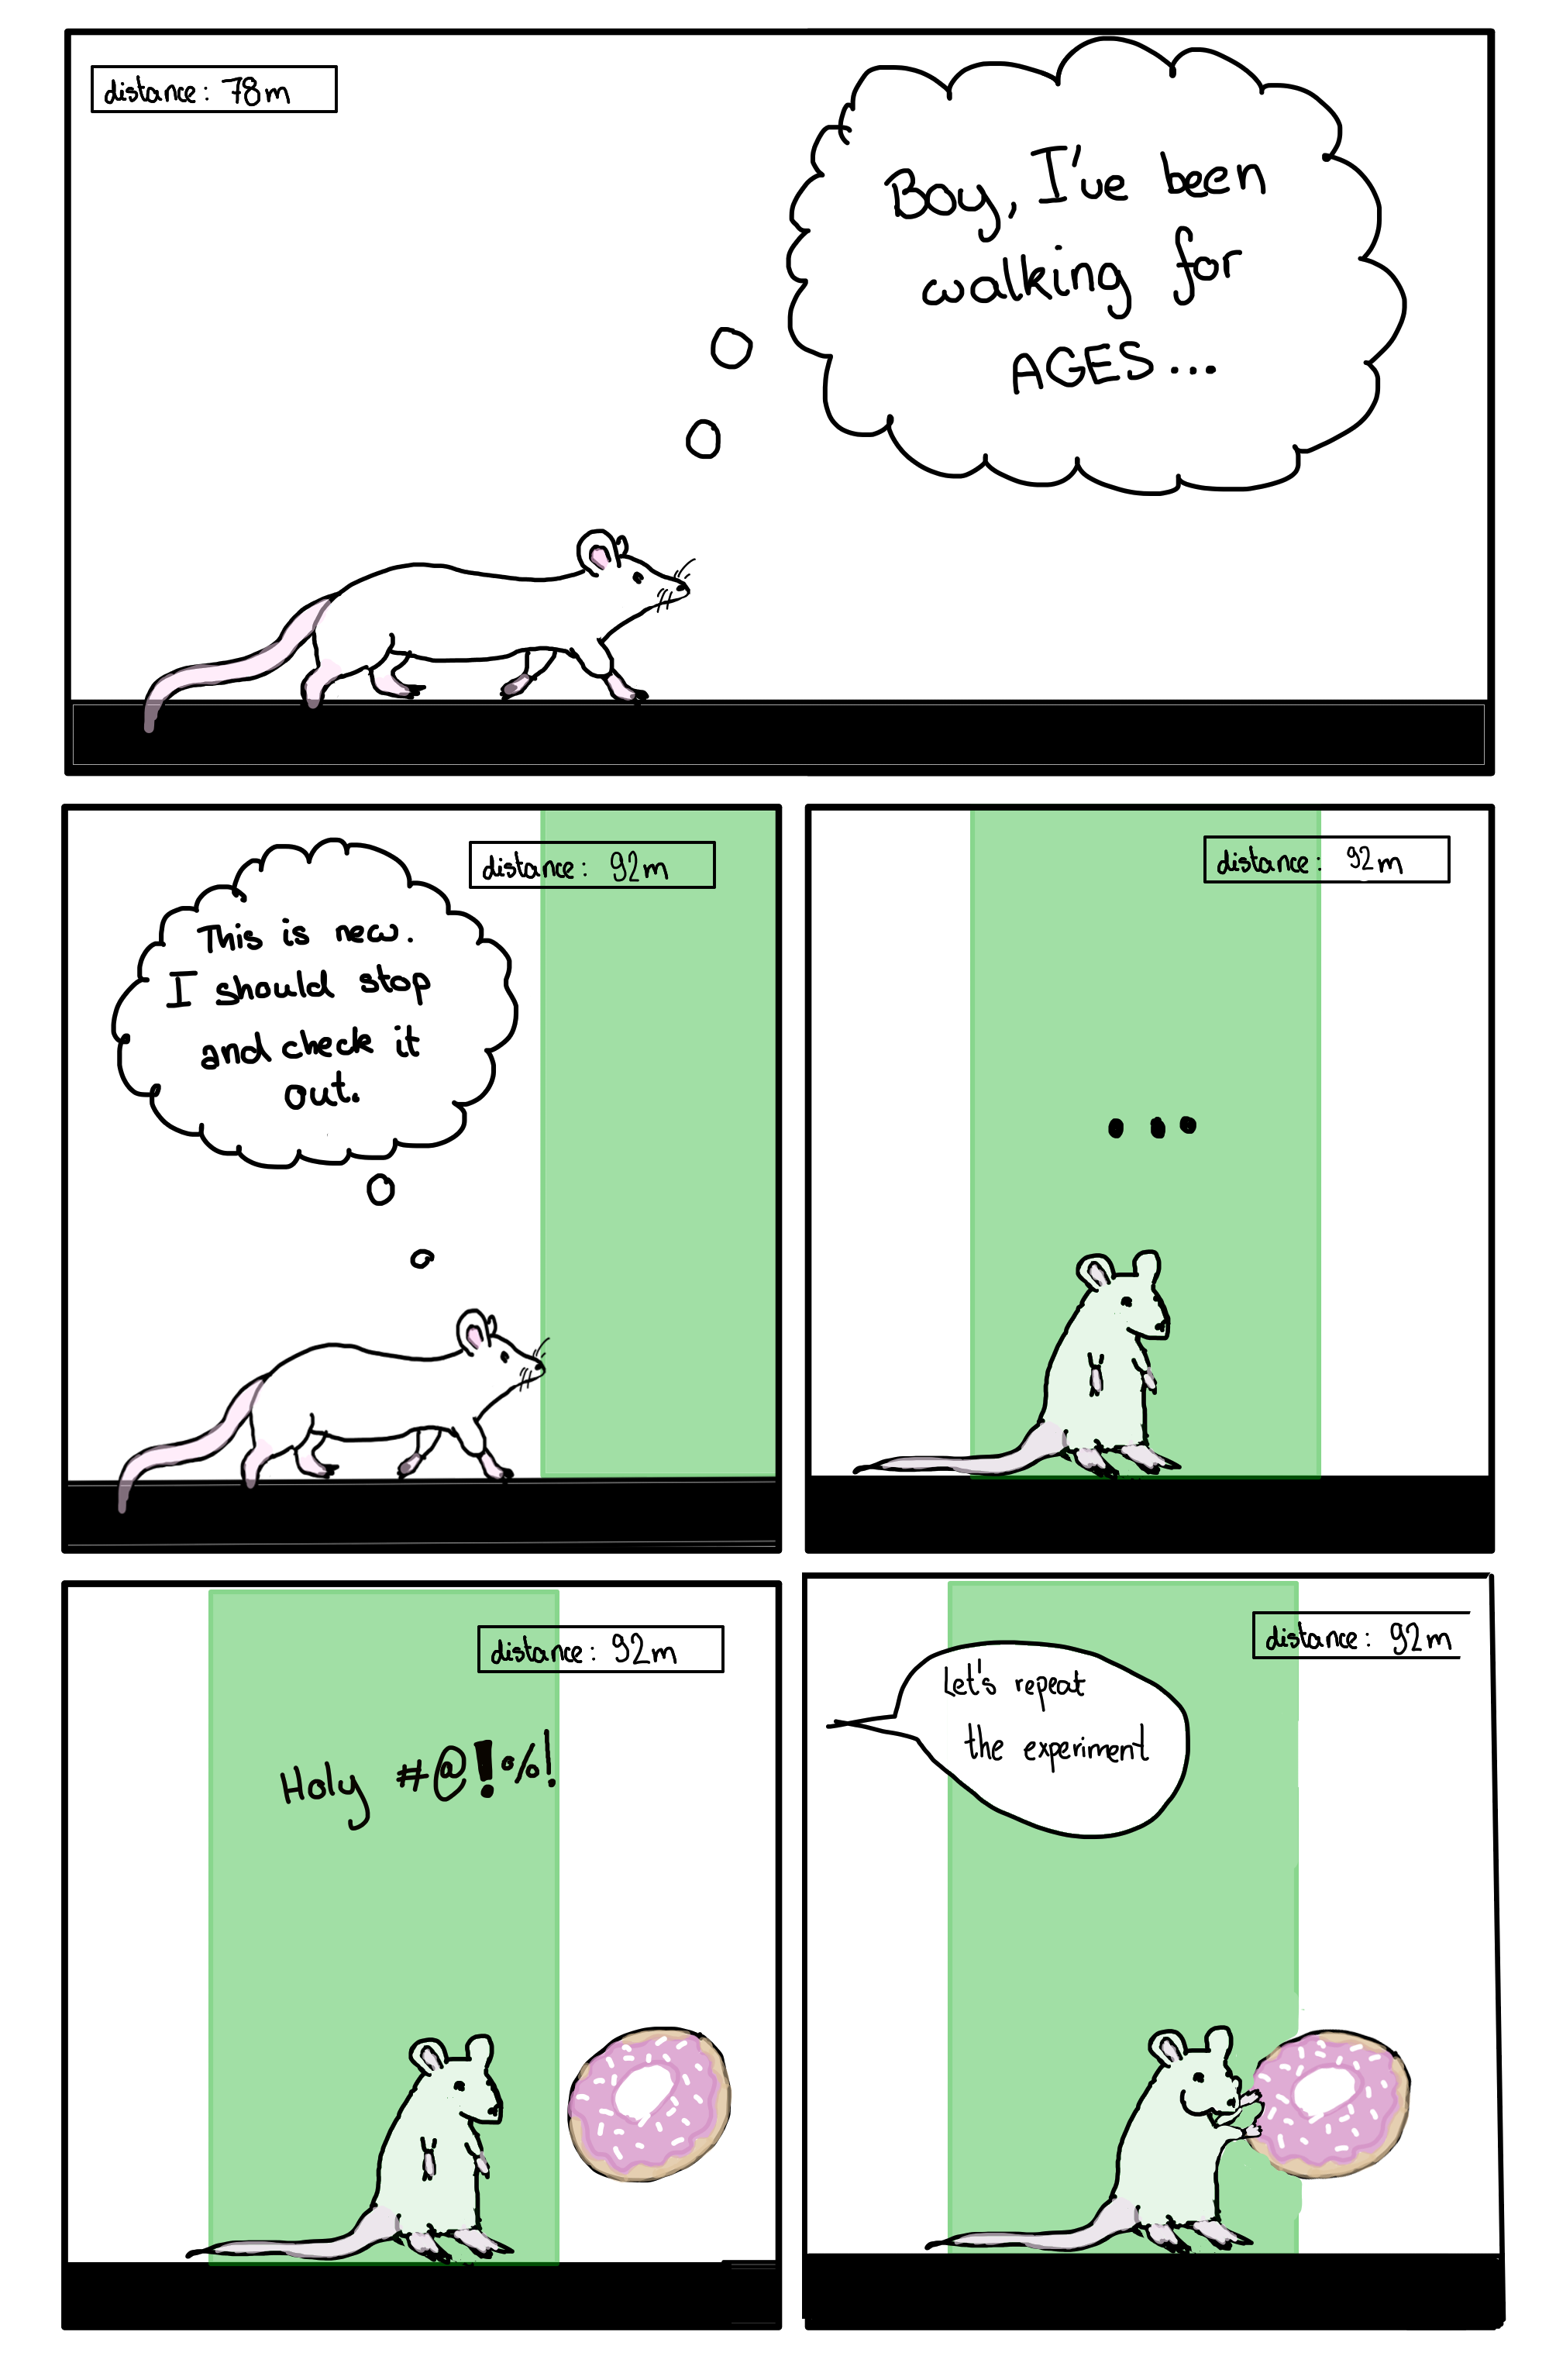 distance: 78m
Boy, I've been
walking for
AGES...
distance: 92m
This is new.
I should stop
and check it
out.
distance: 92m
...
distance: 92m
Holy #@!%!
distance: 92m
Let's repeat
the experiment